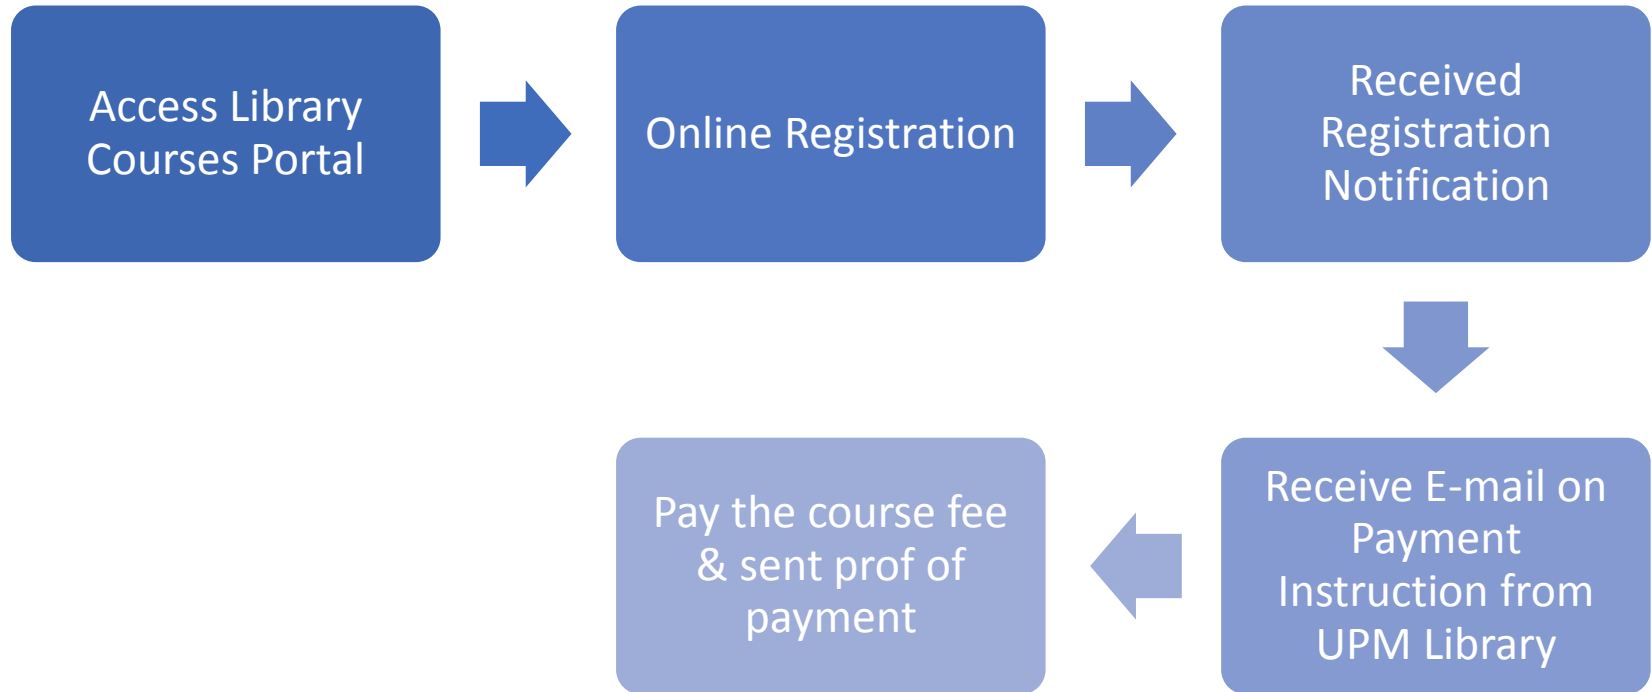 Access Library
Courses Portal
Online Registration
Received
Registration
Notification
Receive E-mail on
Payment
Instruction from
UPM Library
Pay the course fee
& sent prof of
payment